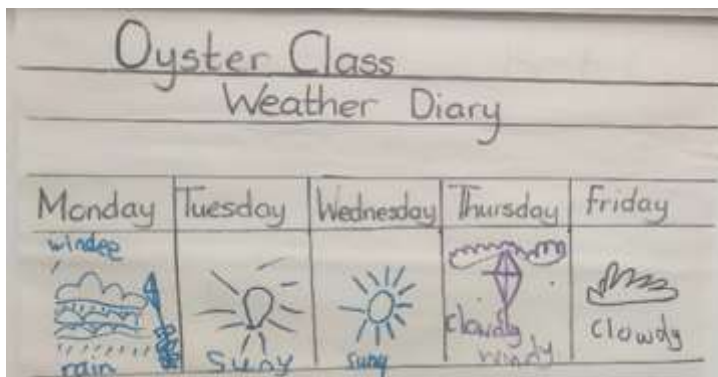 Oyster Class
Weather Diary
Monday Tuesday Wednesday Thursday Friday
windee
rain
suny
suny
clowdy
windy
clowdy